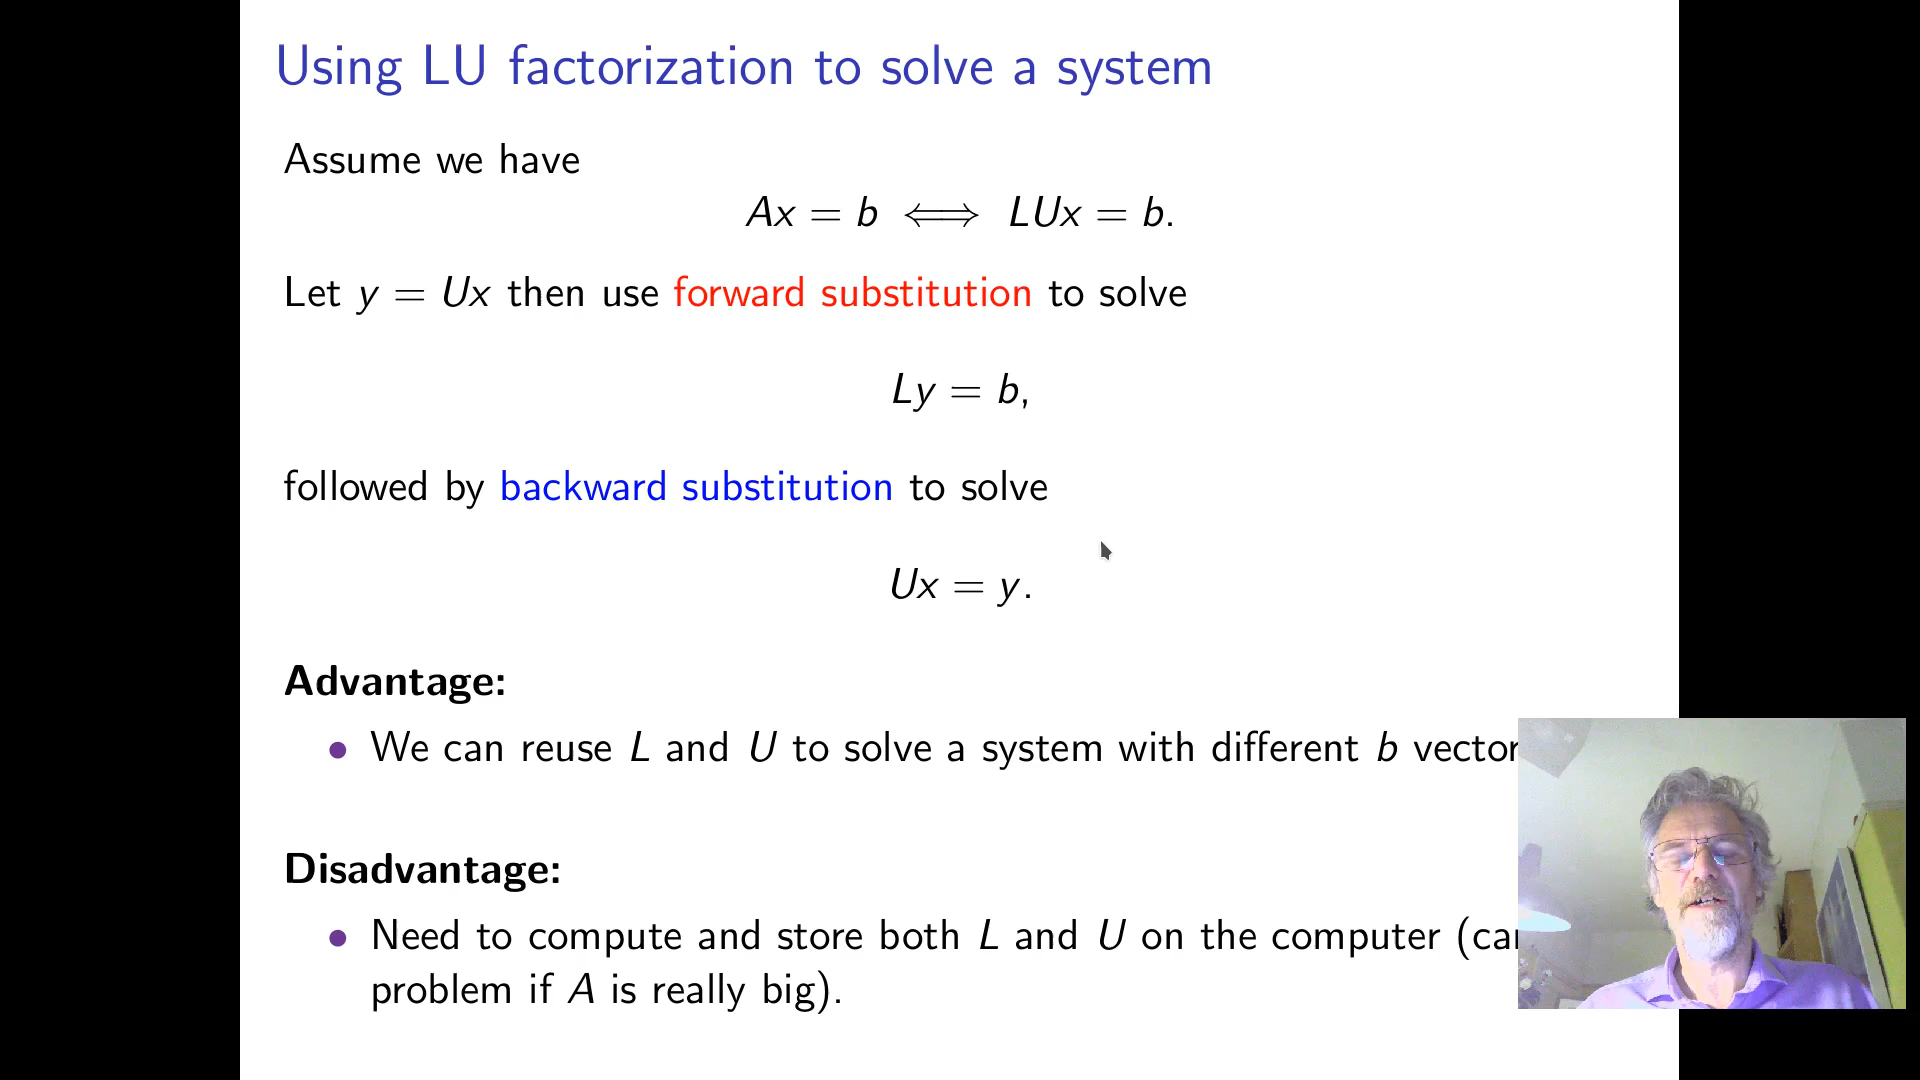 Using LU factorization to solve a system
Assume we have
Ax = b ⟺ LUx = b.
Let y = Ux then use forward substitution to solve
Ly = b,
followed by backward substitution to solve
Ux = y.
Advantage:
• We can reuse L and U to solve a system with different b
Disadvantage:
• Need to compute and store both L and U on the computer
problem if A is really big).